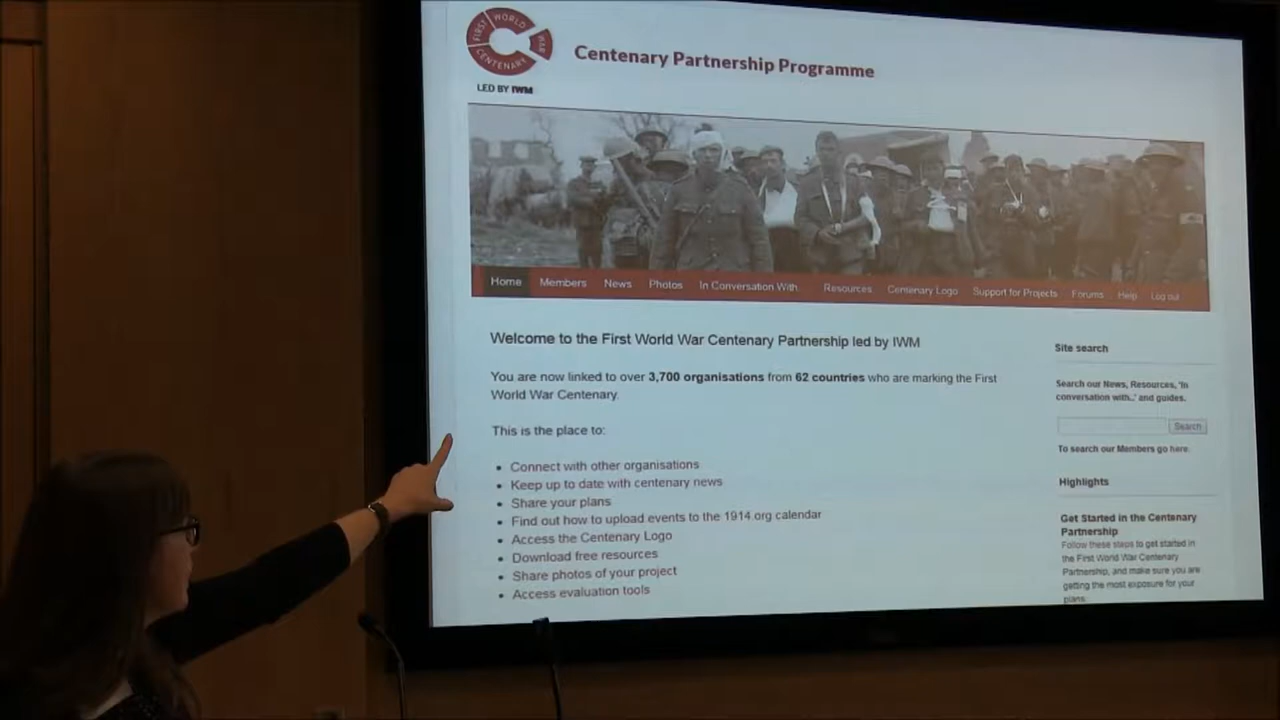 FIRST WORLD WAR CENTENARY
Centenary Partnership Programme
LED BY IWM
Home Members News Photos In Conversation With Resources Centenary Logo Support for Projects Forums Help Log out
Welcome to the First World War Centenary Partnership led by IWM
You are now linked to over 3,700 organisations from 62 countries who are marking the First
World War Centenary.
This is the place to:
Connect with other organisations
Keep up to date with centenary news
Share your plans
Find out how to upload events to the 1914.org calendar
Access the Centenary Logo
Download free resources
Share photos of your project
Access evaluation tools
Site search
Search our News, Resources, 'In
conversation with..' and guides.
Search
To search our Members go here.
Highlights
Get Started in the Centenary
Partnership
Follow these steps to get started in
the First World War Centenary
Partnership, and make sure you are
getting the most exposure for your
plans.